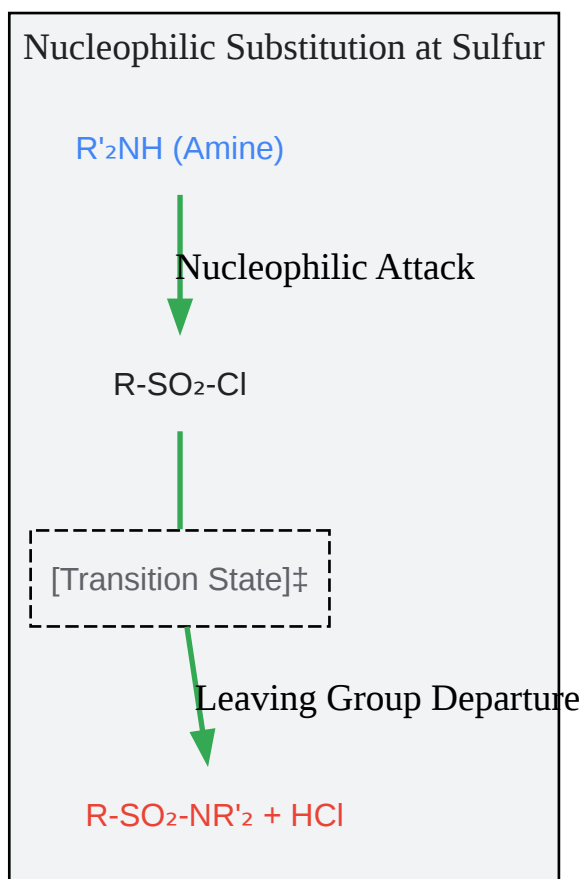 Nucleophilic Substitution at Sulfur
R'₂NH (Amine)
Nucleophilic Attack
R-SO₂-Cl
[Transition State]‡
Leaving Group Departure
R-SO₂-NR'₂ + HCl